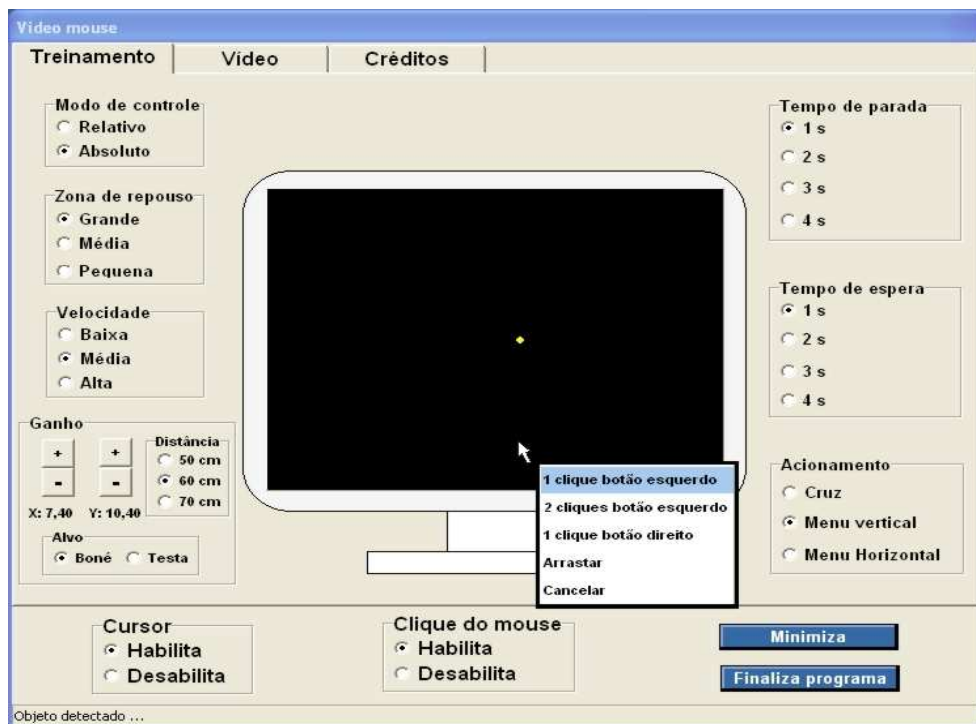 Video mouse
Treinamento
Vídeo
Créditos
Modo de controle
Relativo
Absoluto
Zona de repouso
Grande
Média
Pequena
Velocidade
Baixa
Média
Alta
Ganho
+
+
-
-
X: 7,40 Y: 10,40
Distância
50 cm
60 cm
70 cm
Alvo
Boné Testa
1 clique botão esquerdo
2 cliques botão esquerdo
1 clique botão direito
Arrastar
Cancelar
Tempo de parada
1 s
2 s
3 s
4 s
Tempo de espera
1 s
2 s
3 s
4 s
Acionamento
Cruz
Menu vertical
Menu Horizontal
Cursor
Habilita
Desabilita
Clique do mouse
Habilita
Desabilita
Minimiza
Finaliza programa
Objeto detectado ...